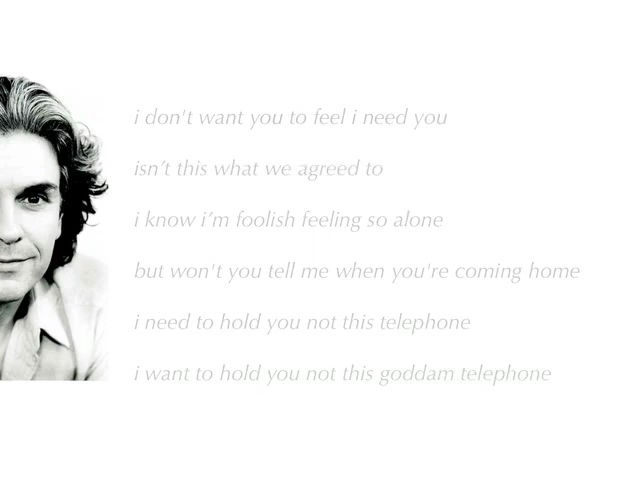 i don't want you to feel i need you
isn’t this what we agreed to
i know i’m foolish feeling so alone
but won't you tell me when you're coming home
i need to hold you not this telephone
i want to hold you not this goddam telephone